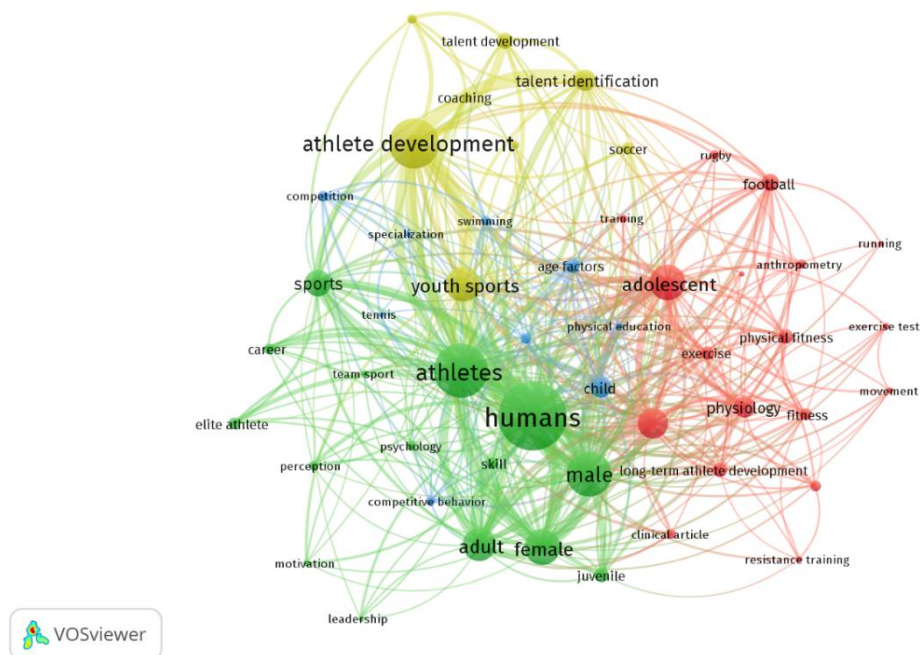 talent development
talent identification
coaching
athlete development
soccer
rugby
football
competition
swimming
training
specialization
running
age factors
anthropometry
sports
youth sports
adolescent
tennis
physical education
exercise test
physical fitness
career
exercise
team sport
athletes
child
movement
humans
physiology
fitness
elite athlete
psychology
perception
skill
male
long-term athlete development
competitive behavior
clinical article
adult
female
resistance training
motivation
juvenile
leadership
VOSviewer